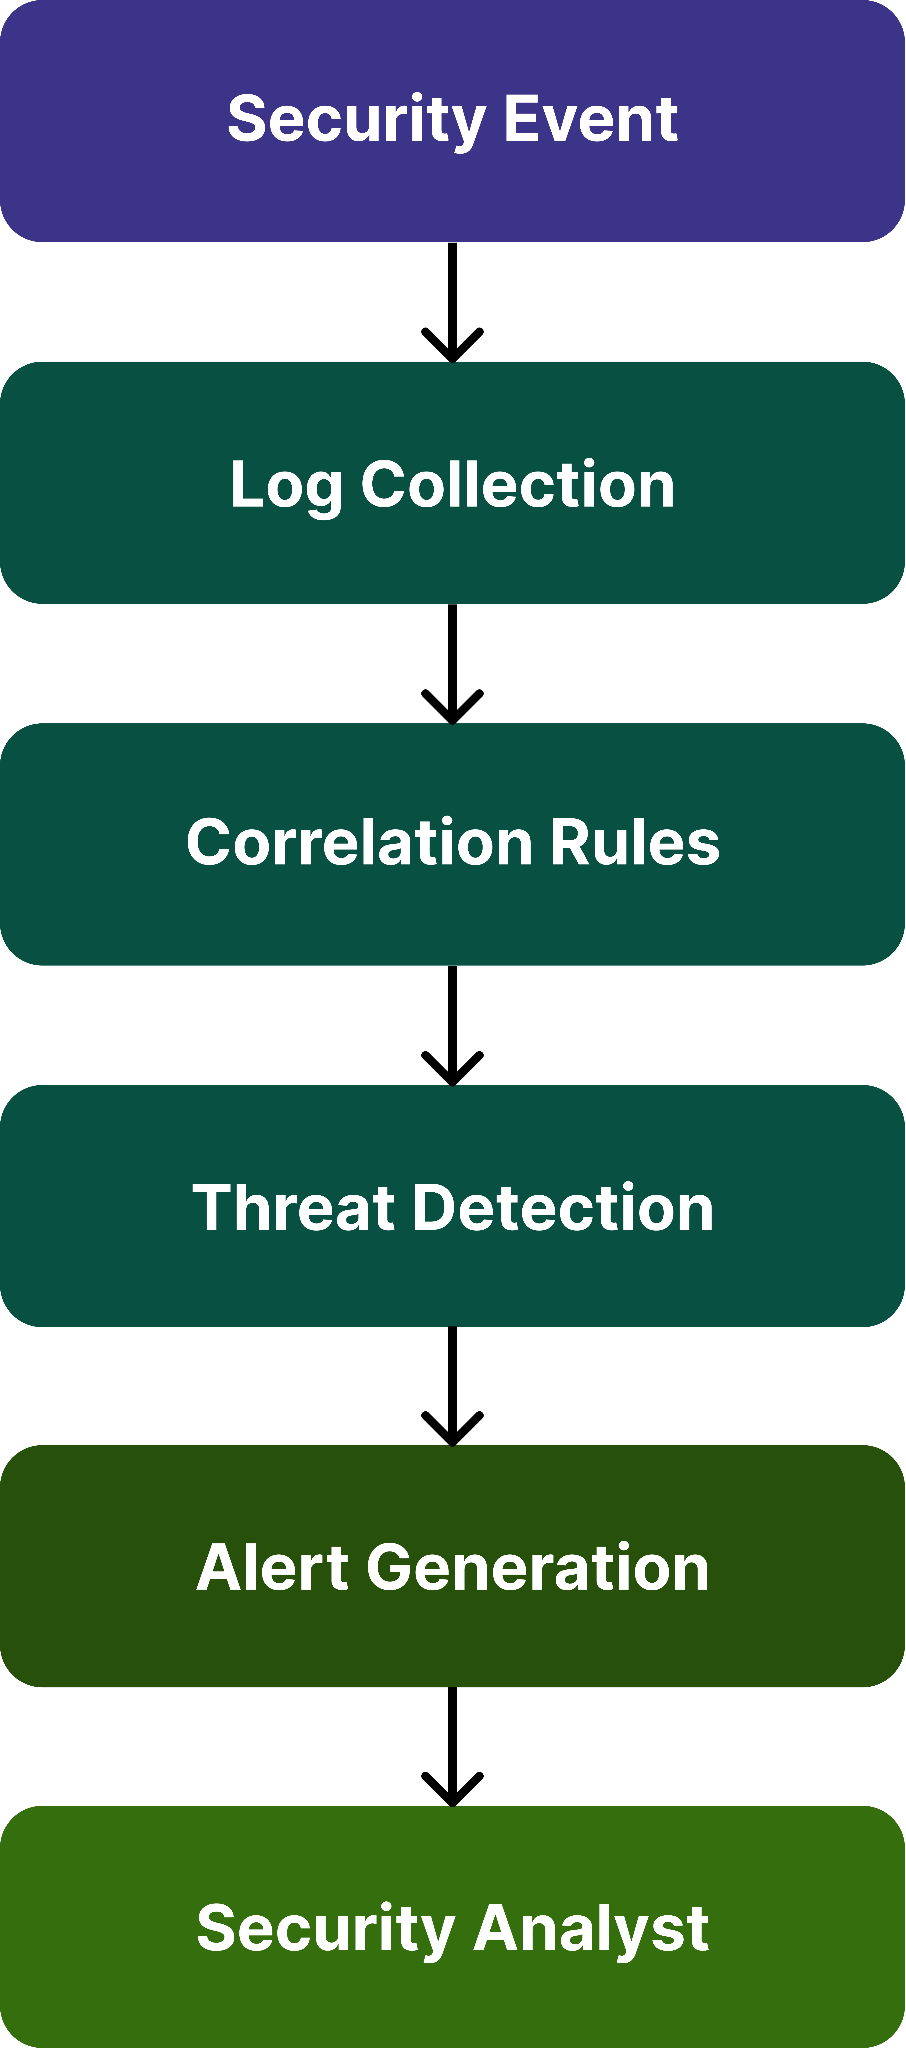 Security Event
Log Collection
Correlation Rules
Threat Detection
Alert Generation
Security Analyst